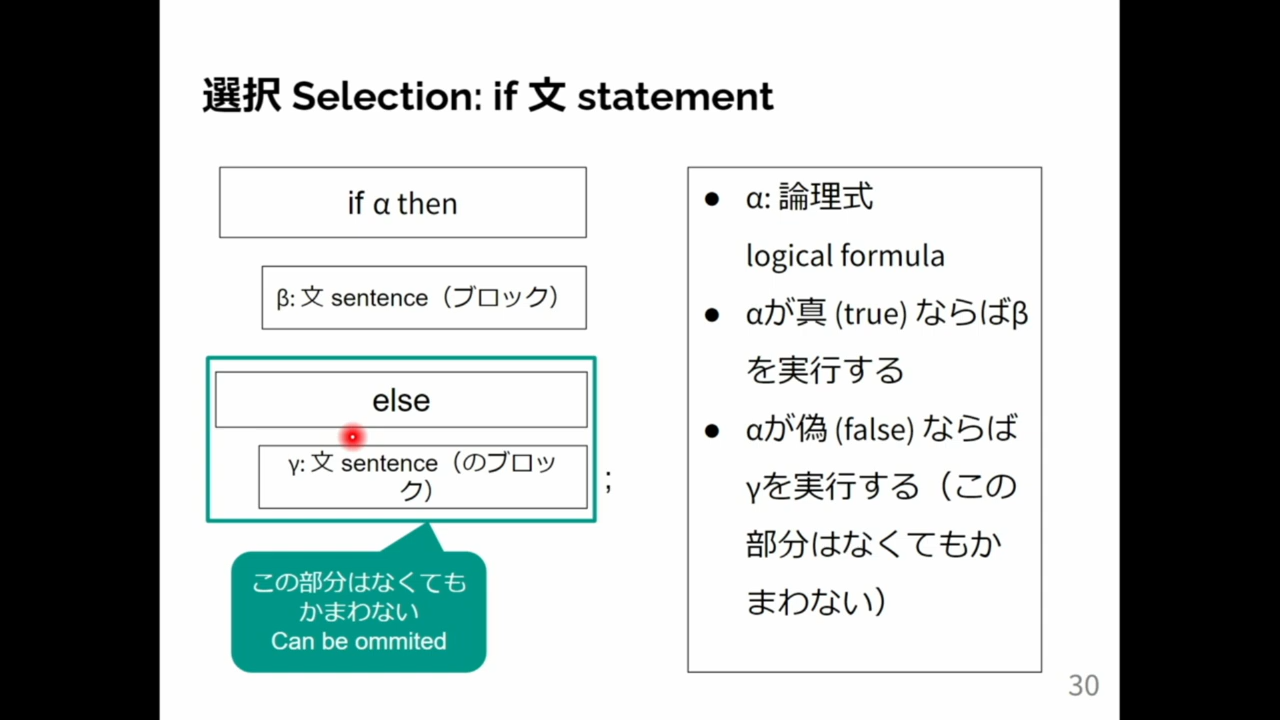 選択 Selection: if 文 statement
if α then
β: 文 sentence（ブロック）
else
γ: 文 sentence（のブロッ
ク）
;
この部分はなくても
かまわない
Can be ommited
● α: 論理式
logical formula
● αが真 (true) ならばβ
を実行する
● αが偽 (false) ならば
γを実行する（この
部分はなくてもか
まわない）
30